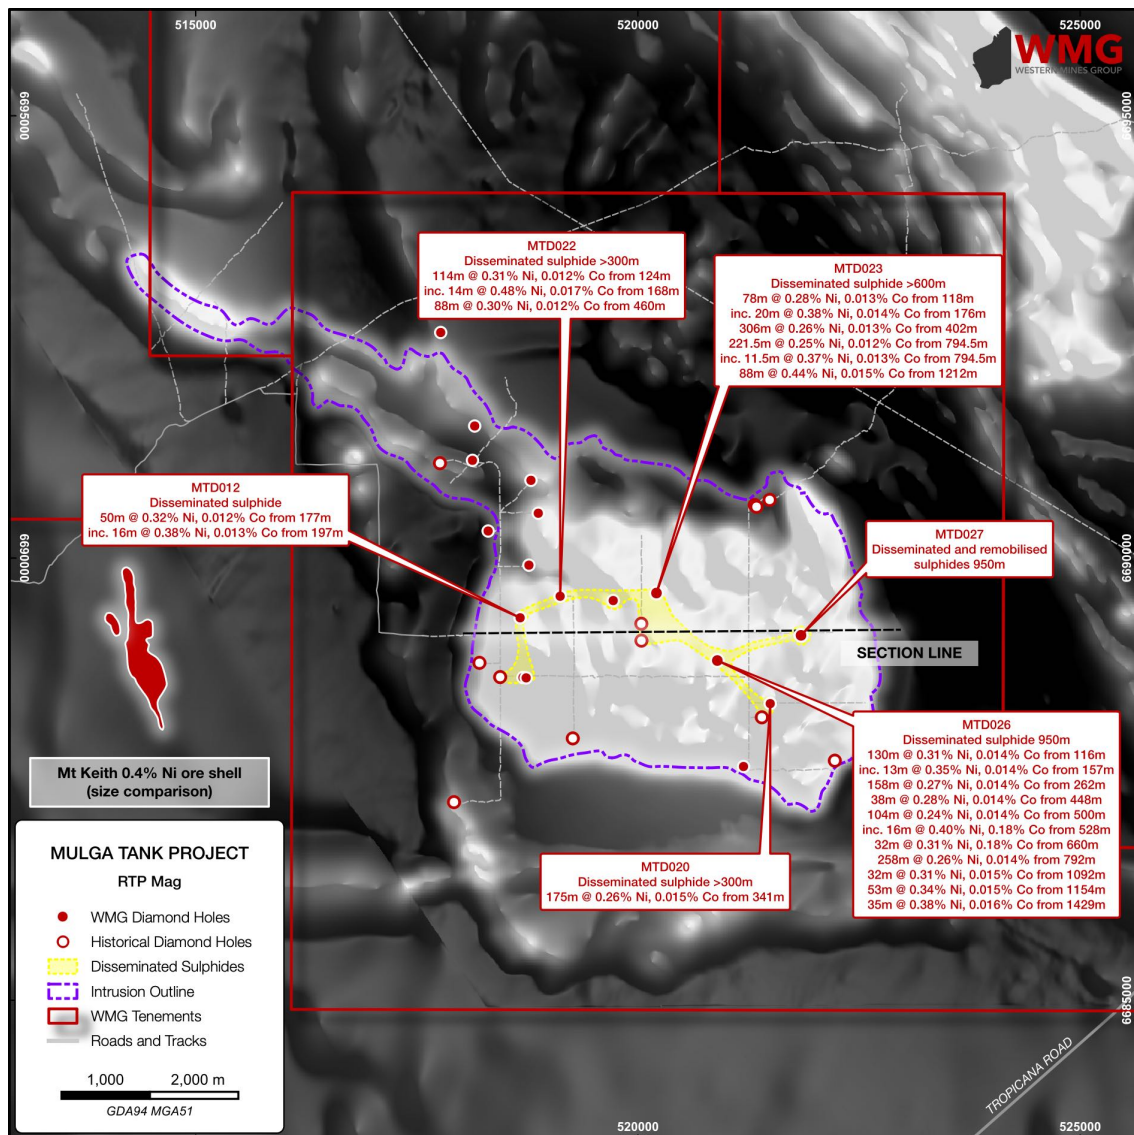 515000
520000
525000
WMG
WESTERN MINES GROUP
6695000
6695000
MTD022
Disseminated sulphide >300m
114m @ 0.31% Ni, 0.012% Co from 124m
inc. 14m @ 0.48% Ni, 0.017% Co from 168m
88m @ 0.30% Ni, 0.012% Co from 460m
MTD023
Disseminated sulphide >600m
78m @ 0.28% Ni, 0.013% Co from 118m
inc. 20m @ 0.38% Ni, 0.014% Co from 176m
306m @ 0.26% Ni, 0.013% Co from 402m
221.5m @ 0.25% Ni, 0.012% Co from 794.5m
inc. 11.5m @ 0.37% Ni, 0.013% Co from 794.5m
88m @ 0.44% Ni, 0.015% Co from 1212m
MTD012
Disseminated sulphide
50m @ 0.32% Ni, 0.012% Co from 177m
inc. 16m @ 0.38% Ni, 0.013% Co from 197m
MTD027
Disseminated and remobilised
sulphides 950m
6690000
6690000
SECTION LINE
MTD026
Disseminated sulphide 950m
130m @ 0.31% Ni, 0.014% Co from 116m
inc. 13m @ 0.35% Ni, 0.014% Co from 157m
158m @ 0.27% Ni, 0.014% Co from 262m
38m @ 0.28% Ni, 0.014% Co from 448m
104m @ 0.24% Ni, 0.014% Co from 500m
inc. 16m @ 0.40% Ni, 0.18% Co from 528m
32m @ 0.31% Ni, 0.18% Co from 660m
258m @ 0.26% Ni, 0.014% from 792m
32m @ 0.31% Ni, 0.015% Co from 1092m
53m @ 0.34% Ni, 0.015% Co from 1154m
35m @ 0.38% Ni, 0.016% Co from 1429m
Mt Keith 0.4% Ni ore shell
(size comparison)
MTD020
Disseminated sulphide >300m
175m @ 0.26% Ni, 0.015% Co from 341m
MULGA TANK PROJECT
RTP Mag
WMG Diamond Holes
Historical Diamond Holes
Disseminated Sulphides
Intrusion Outline
WMG Tenements
Roads and Tracks
1,000
2,000 m
GDA94 MGA51
6685000
TROPICANA ROAD
520000
525000